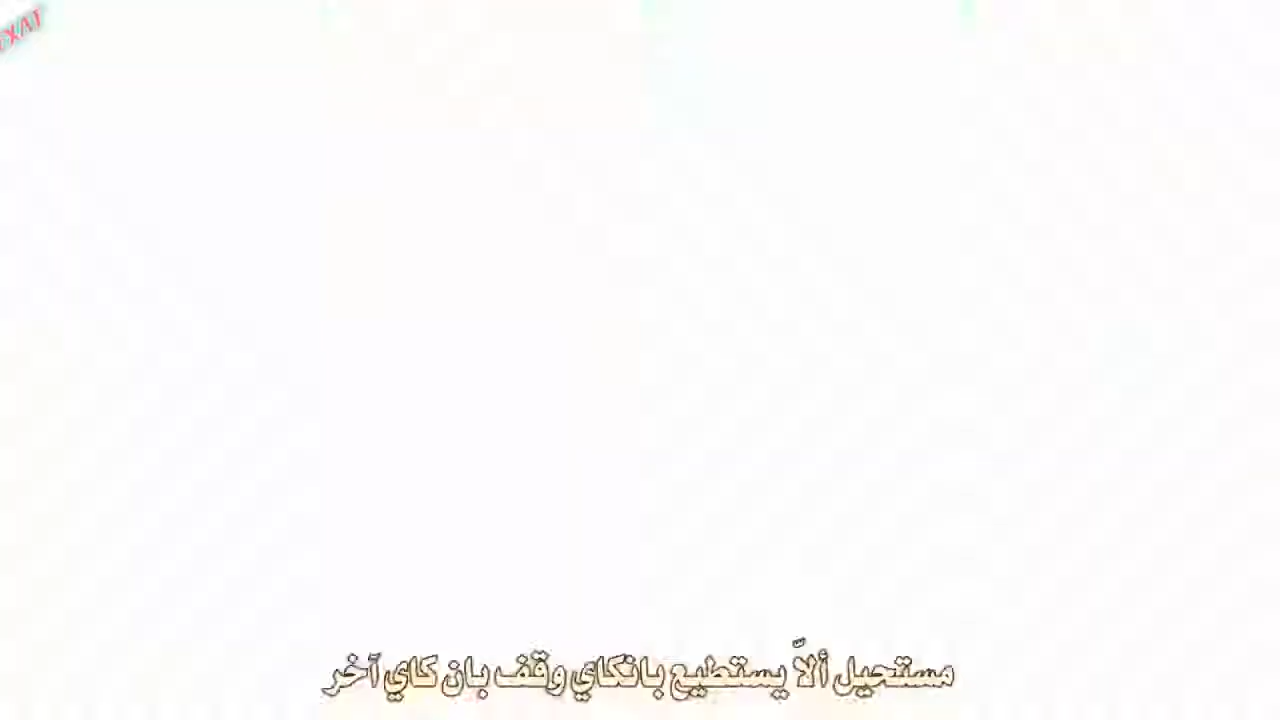 مستحيل ألاَّ يستطيع بانكاي وقف بان كاي آخر